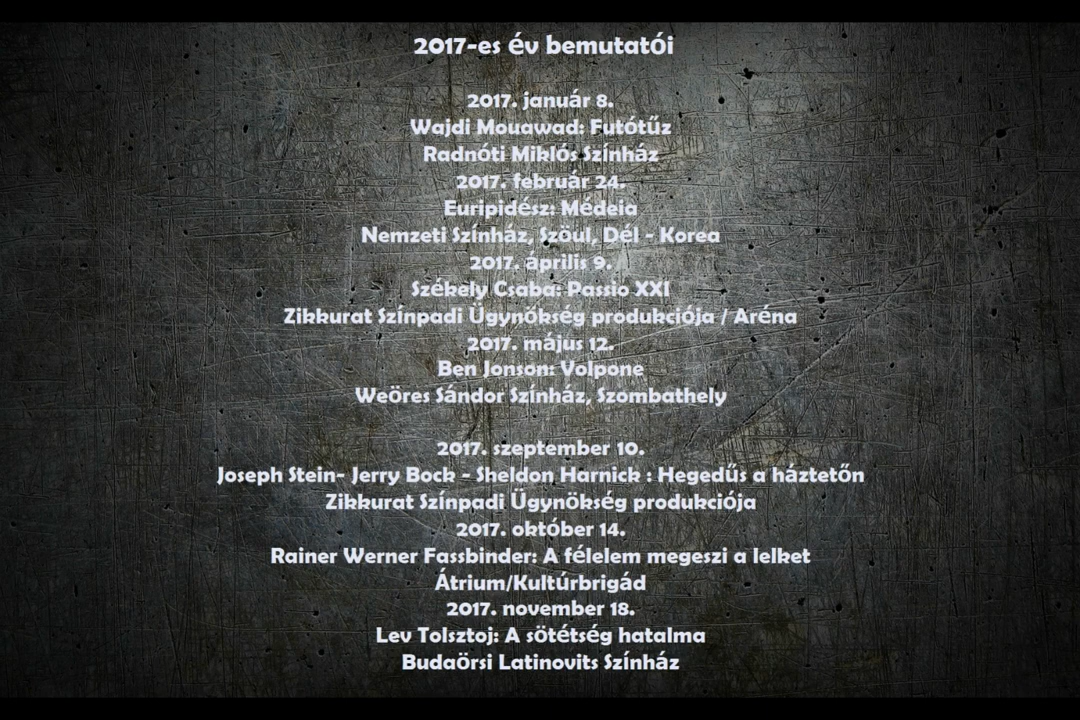 2017-es év bemutatói
2017. január 8.
Wajdi Mouawad: Futótűz
Radnóti Miklós Színház
2017. február 24.
Euripidész: Médeia
Nemzeti Színház, Szöul, Dél - Korea
2017. április 9.
Székely Csaba: Passio XXI
Zikkurat Színpadi Ügynökség produkciója / Aréna
2017. május 12.
Ben Jonson: Volpone
Weöres Sándor Színház, Szombathely
2017. szeptember 10.
Joseph Stein- Jerry Bock - Sheldon Harnick : Hegedűs a háztetőn
Zikkurat Színpadi Ügynökség produkciója
2017. október 14.
Rainer Werner Fassbinder: A félelem megeszi a lelket
Átrium/Kultúrbrigád
2017. november 18.
Lev Tolsztoj: A sötétség hatalma
Budaörsi Latinovits Színház